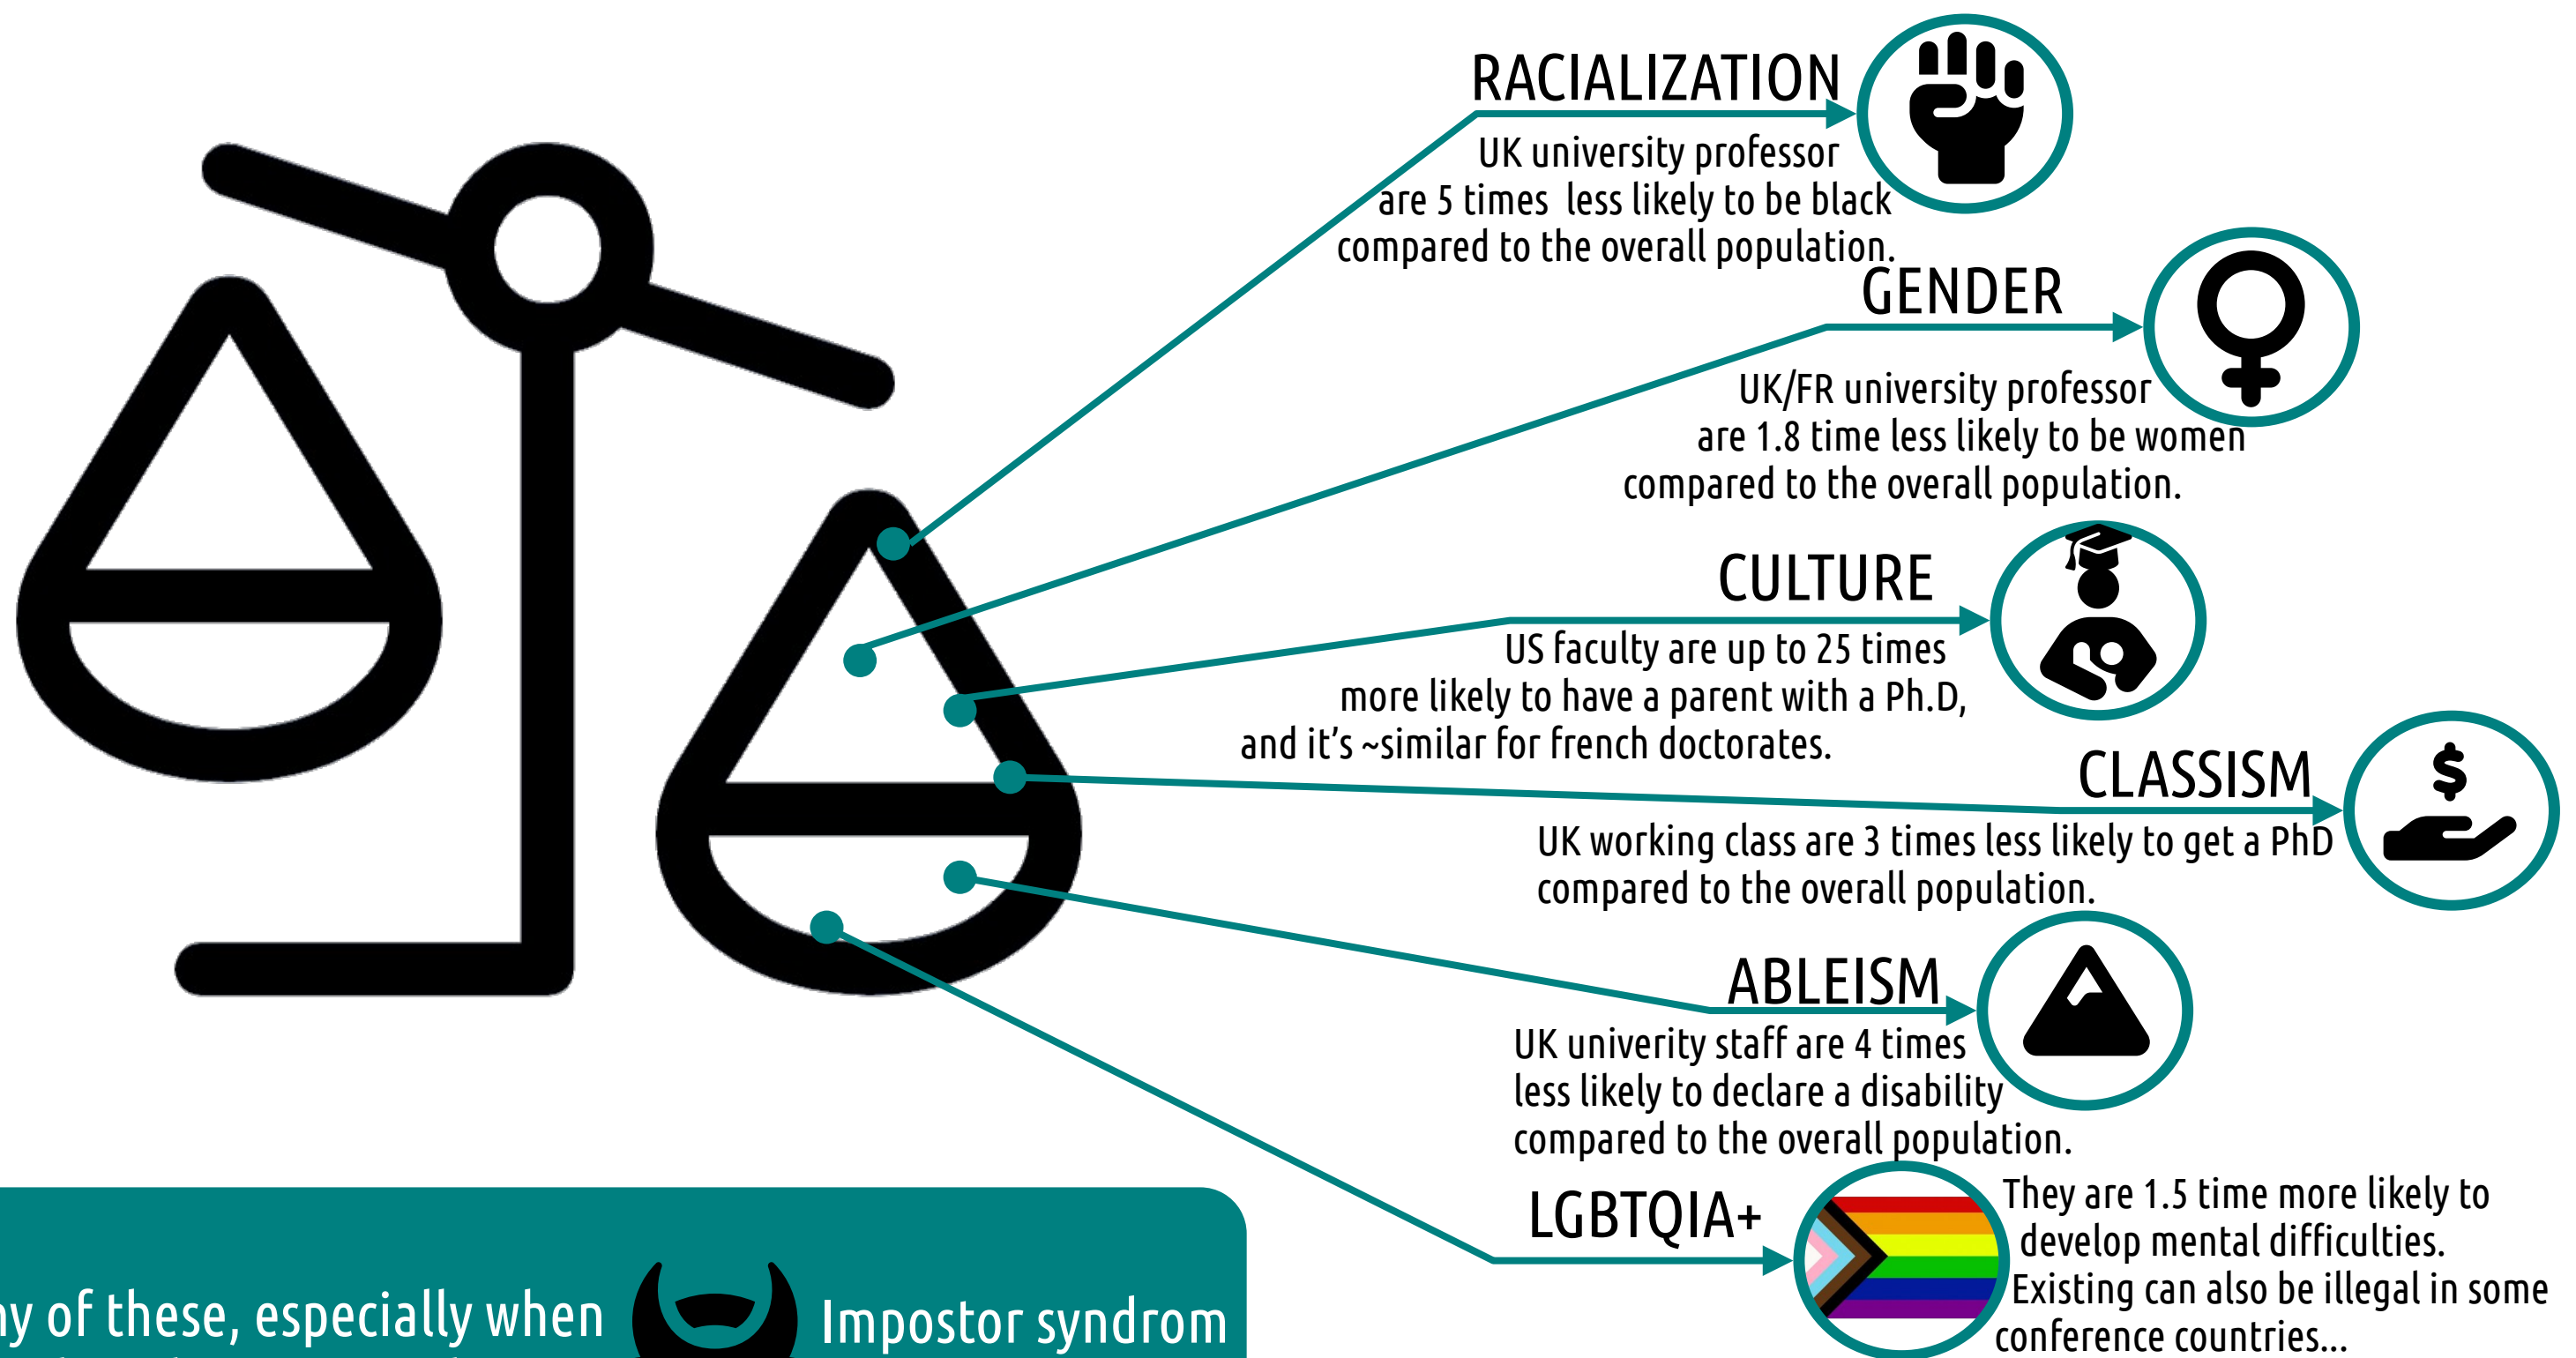 RACIALIZATION
UK university professor
are 5 times  less likely to be black
compared to the overall population.
GENDER
UK/FR university professor
are 1.8 time less likely to be women
compared to the overall population.
CULTURE
US faculty are up to 25 times
more likely to have a parent with a Ph.D,
and it's ~similar for french doctorates.
CLASSISM
UK working class are 3 times less likely to get a PhD
compared to the overall population.
ABLEISM
UK univerity staff are 4 times
less likely to declare a disability
compared to the overall population.
LGBTQIA+
They are 1.5 time more likely to
develop mental difficulties.
Existing can also be illegal in some
conference countries...
of these, especially when
Impostor syndrom